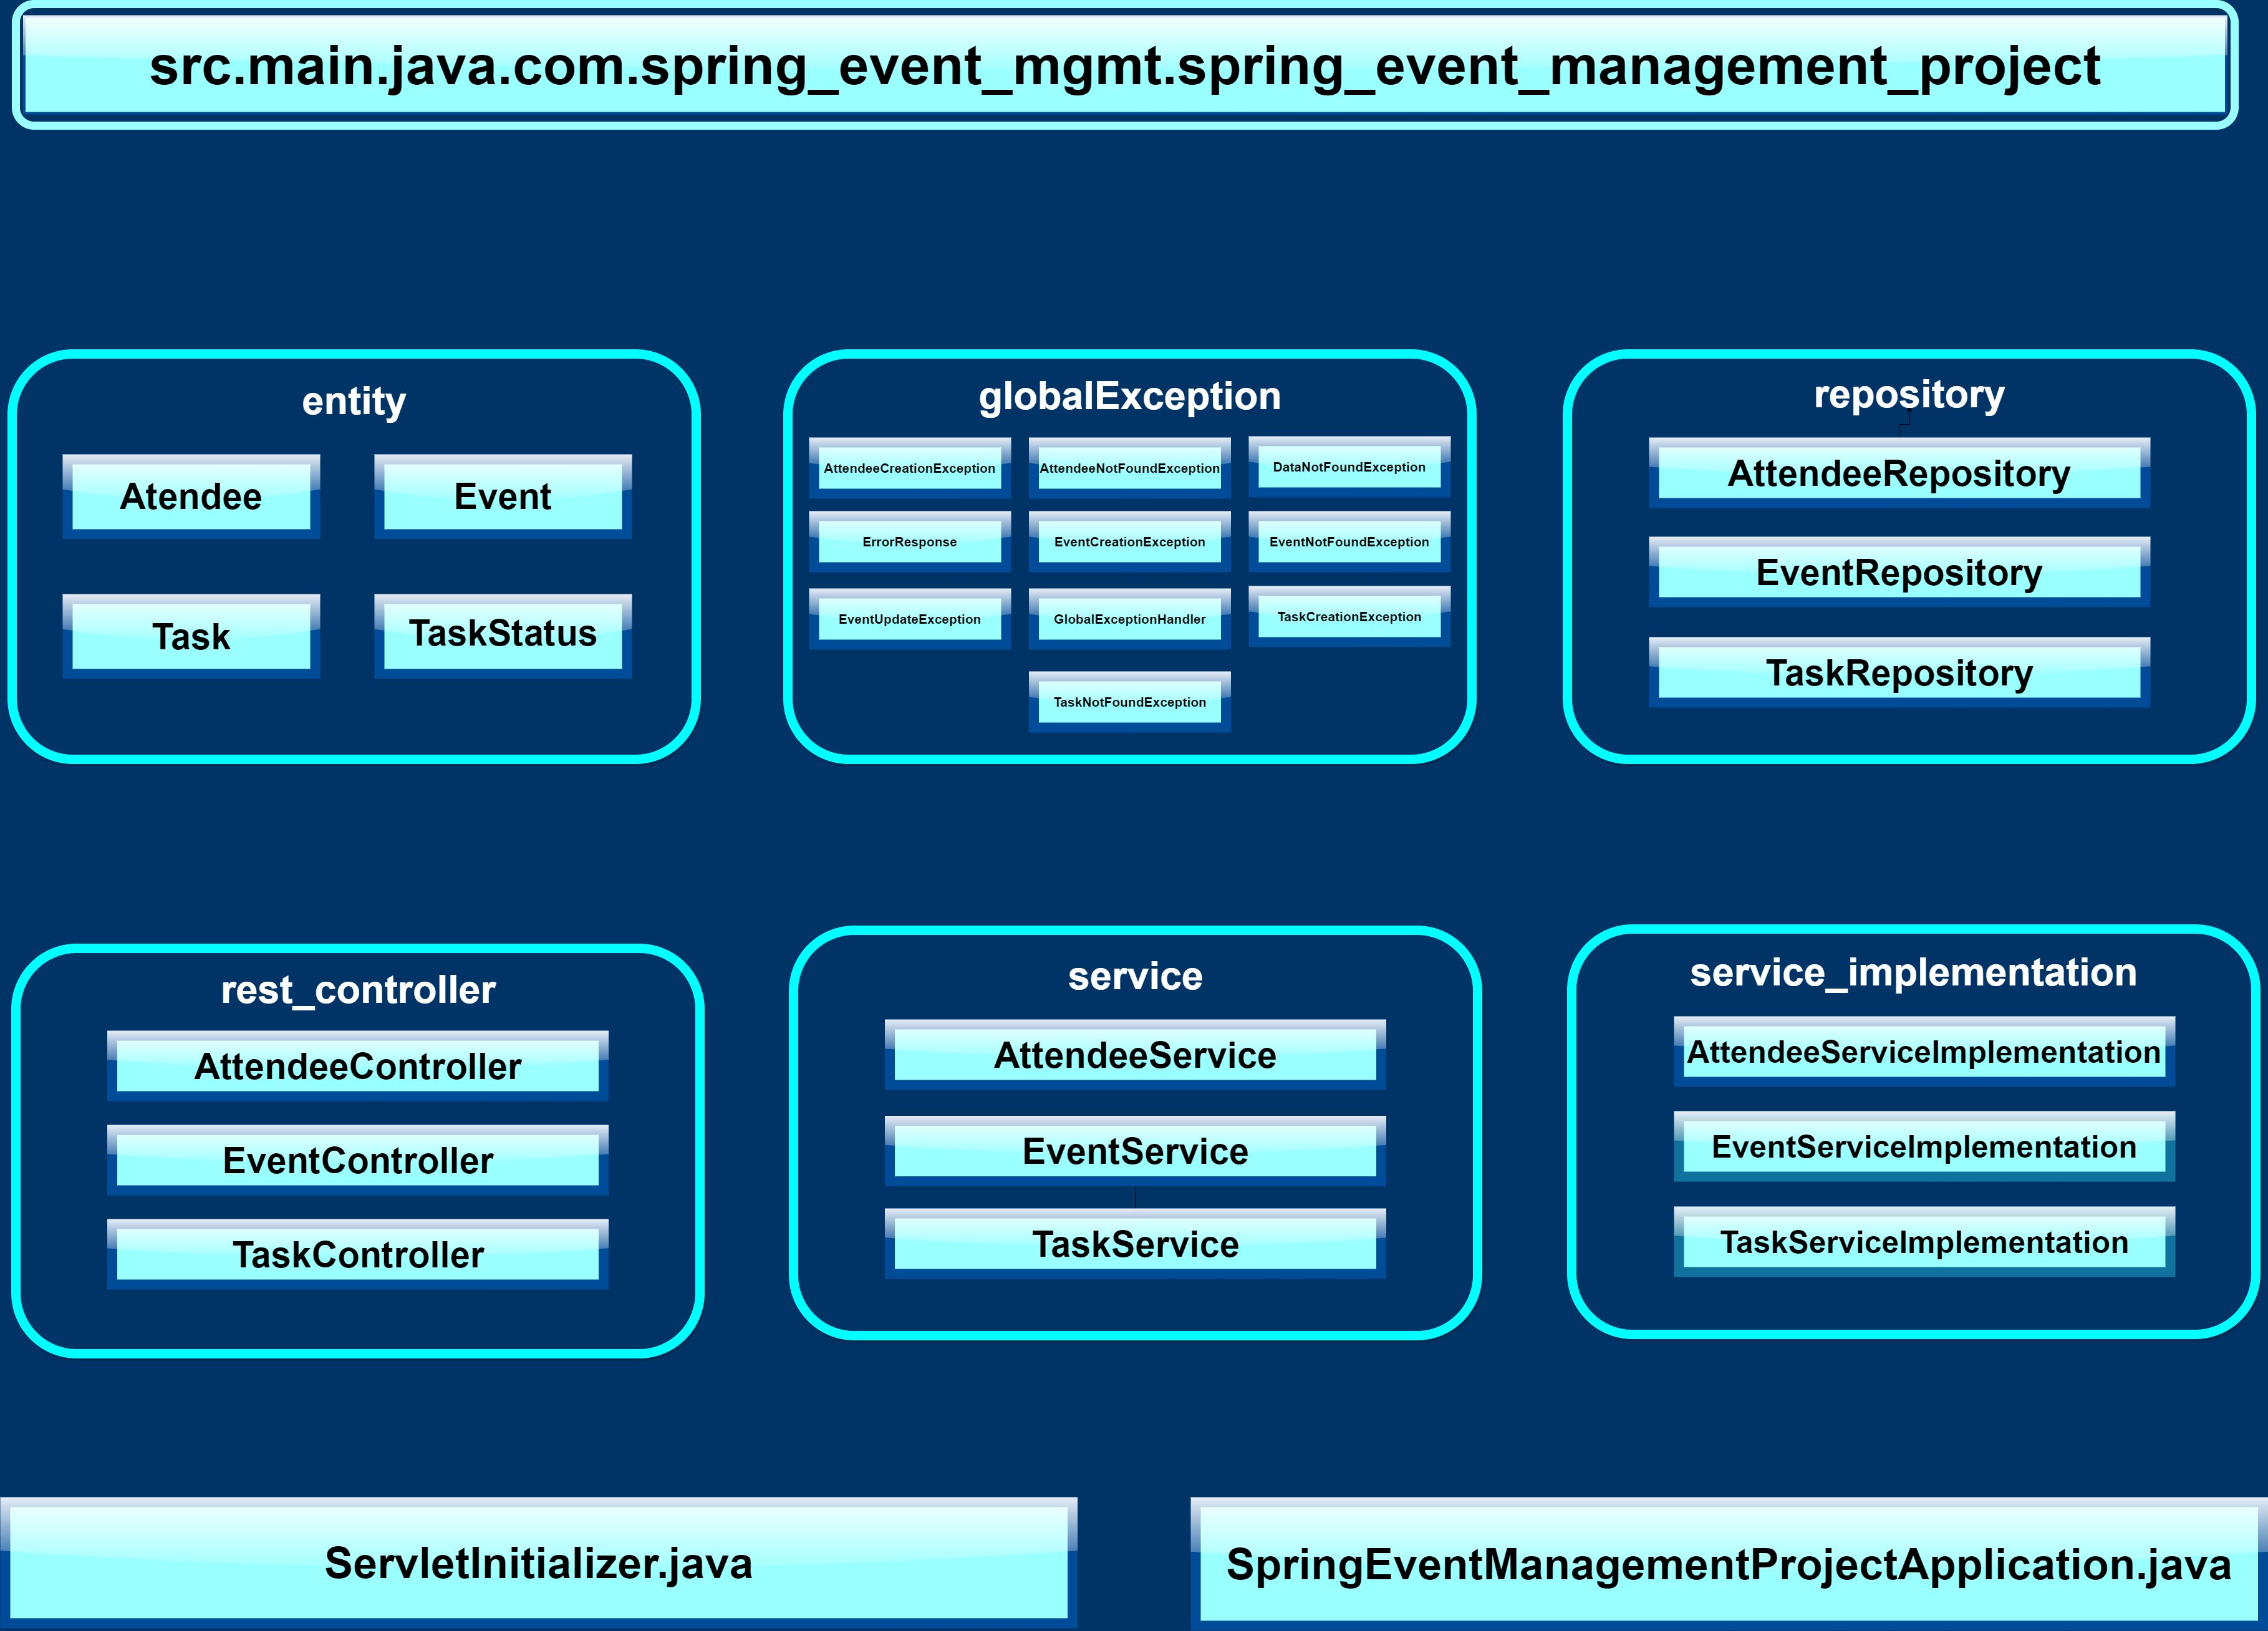 src.main.java.com.spring_event_mgmt.spring_event_management_project
entity
Atendee
Event
Task
TaskStatus
globalException
AttendeeCreationException
AttendeeNotFoundException
DataNotFoundException
ErrorResponse
EventCreationException
EventNotFoundException
EventUpdateException
GlobalExceptionHandler
TaskCreationException
TaskNotFoundException
repository
AttendeeRepository
EventRepository
TaskRepository
rest_controller
AttendeeController
EventController
TaskController
service
AttendeeService
EventService
TaskService
service_implementation
AttendeeServiceImplementation
EventServiceImplementation
TaskServiceImplementation
ServletInitializer.java
SpringEventManagementProjectApplication.java